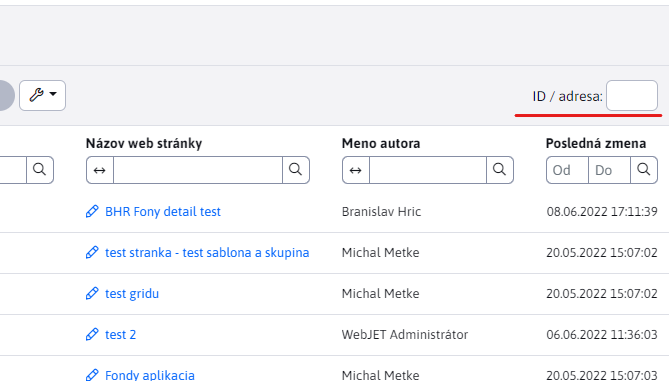 ID / adresa:
Názov web stránky Meno autora Posledná zmena
Od Do
BHR Fony detail test Branislav Hric 08.06.2022 17:11:39
test stranka - test sablona a skupina Michal Metke 20.05.2022 15:07:02
test gridu Michal Metke 20.05.2022 15:07:02
test 2 WebJET Administrátor 06.06.2022 11:36:03
Fondy aplikacia Michal Metke 20.05.2022 15:07:03